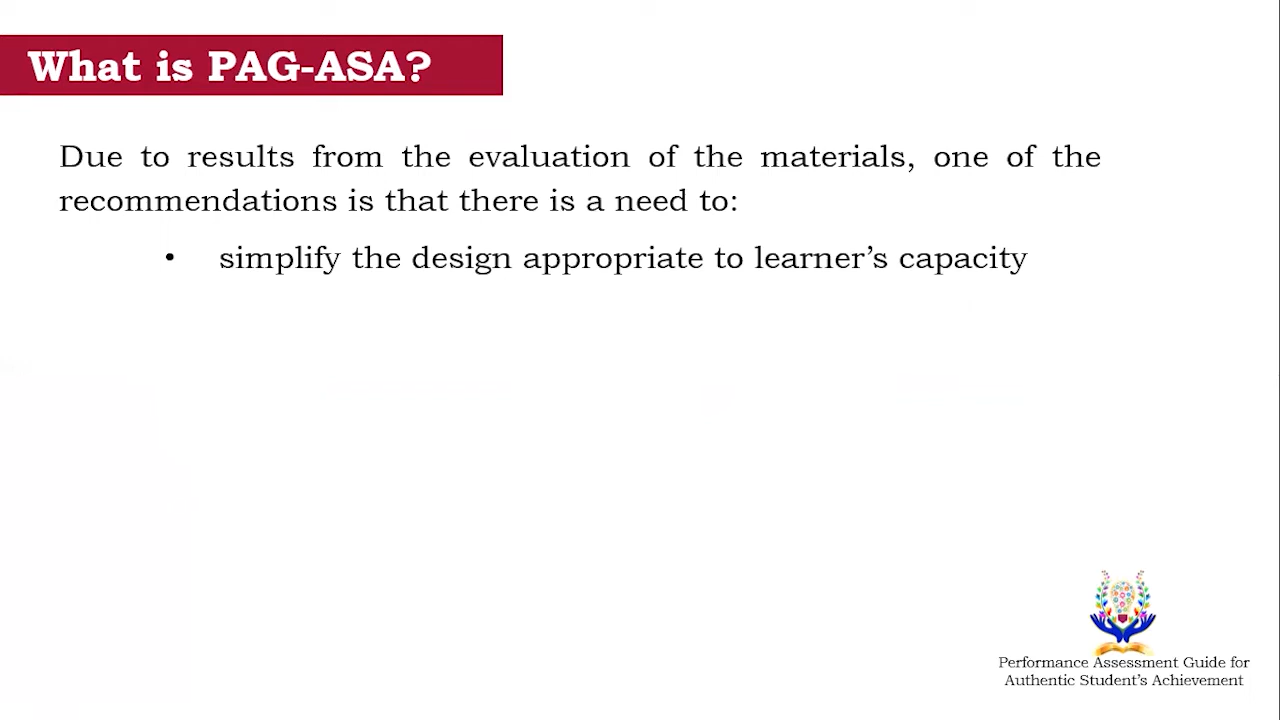 What is PAG-ASA?
Due to results from the evaluation of the materials, one of the
recommendations is that there is a need to:
• simplify the design appropriate to learner’s capacity
Performance Assessment Guide for
Authentic Student’s Achievement